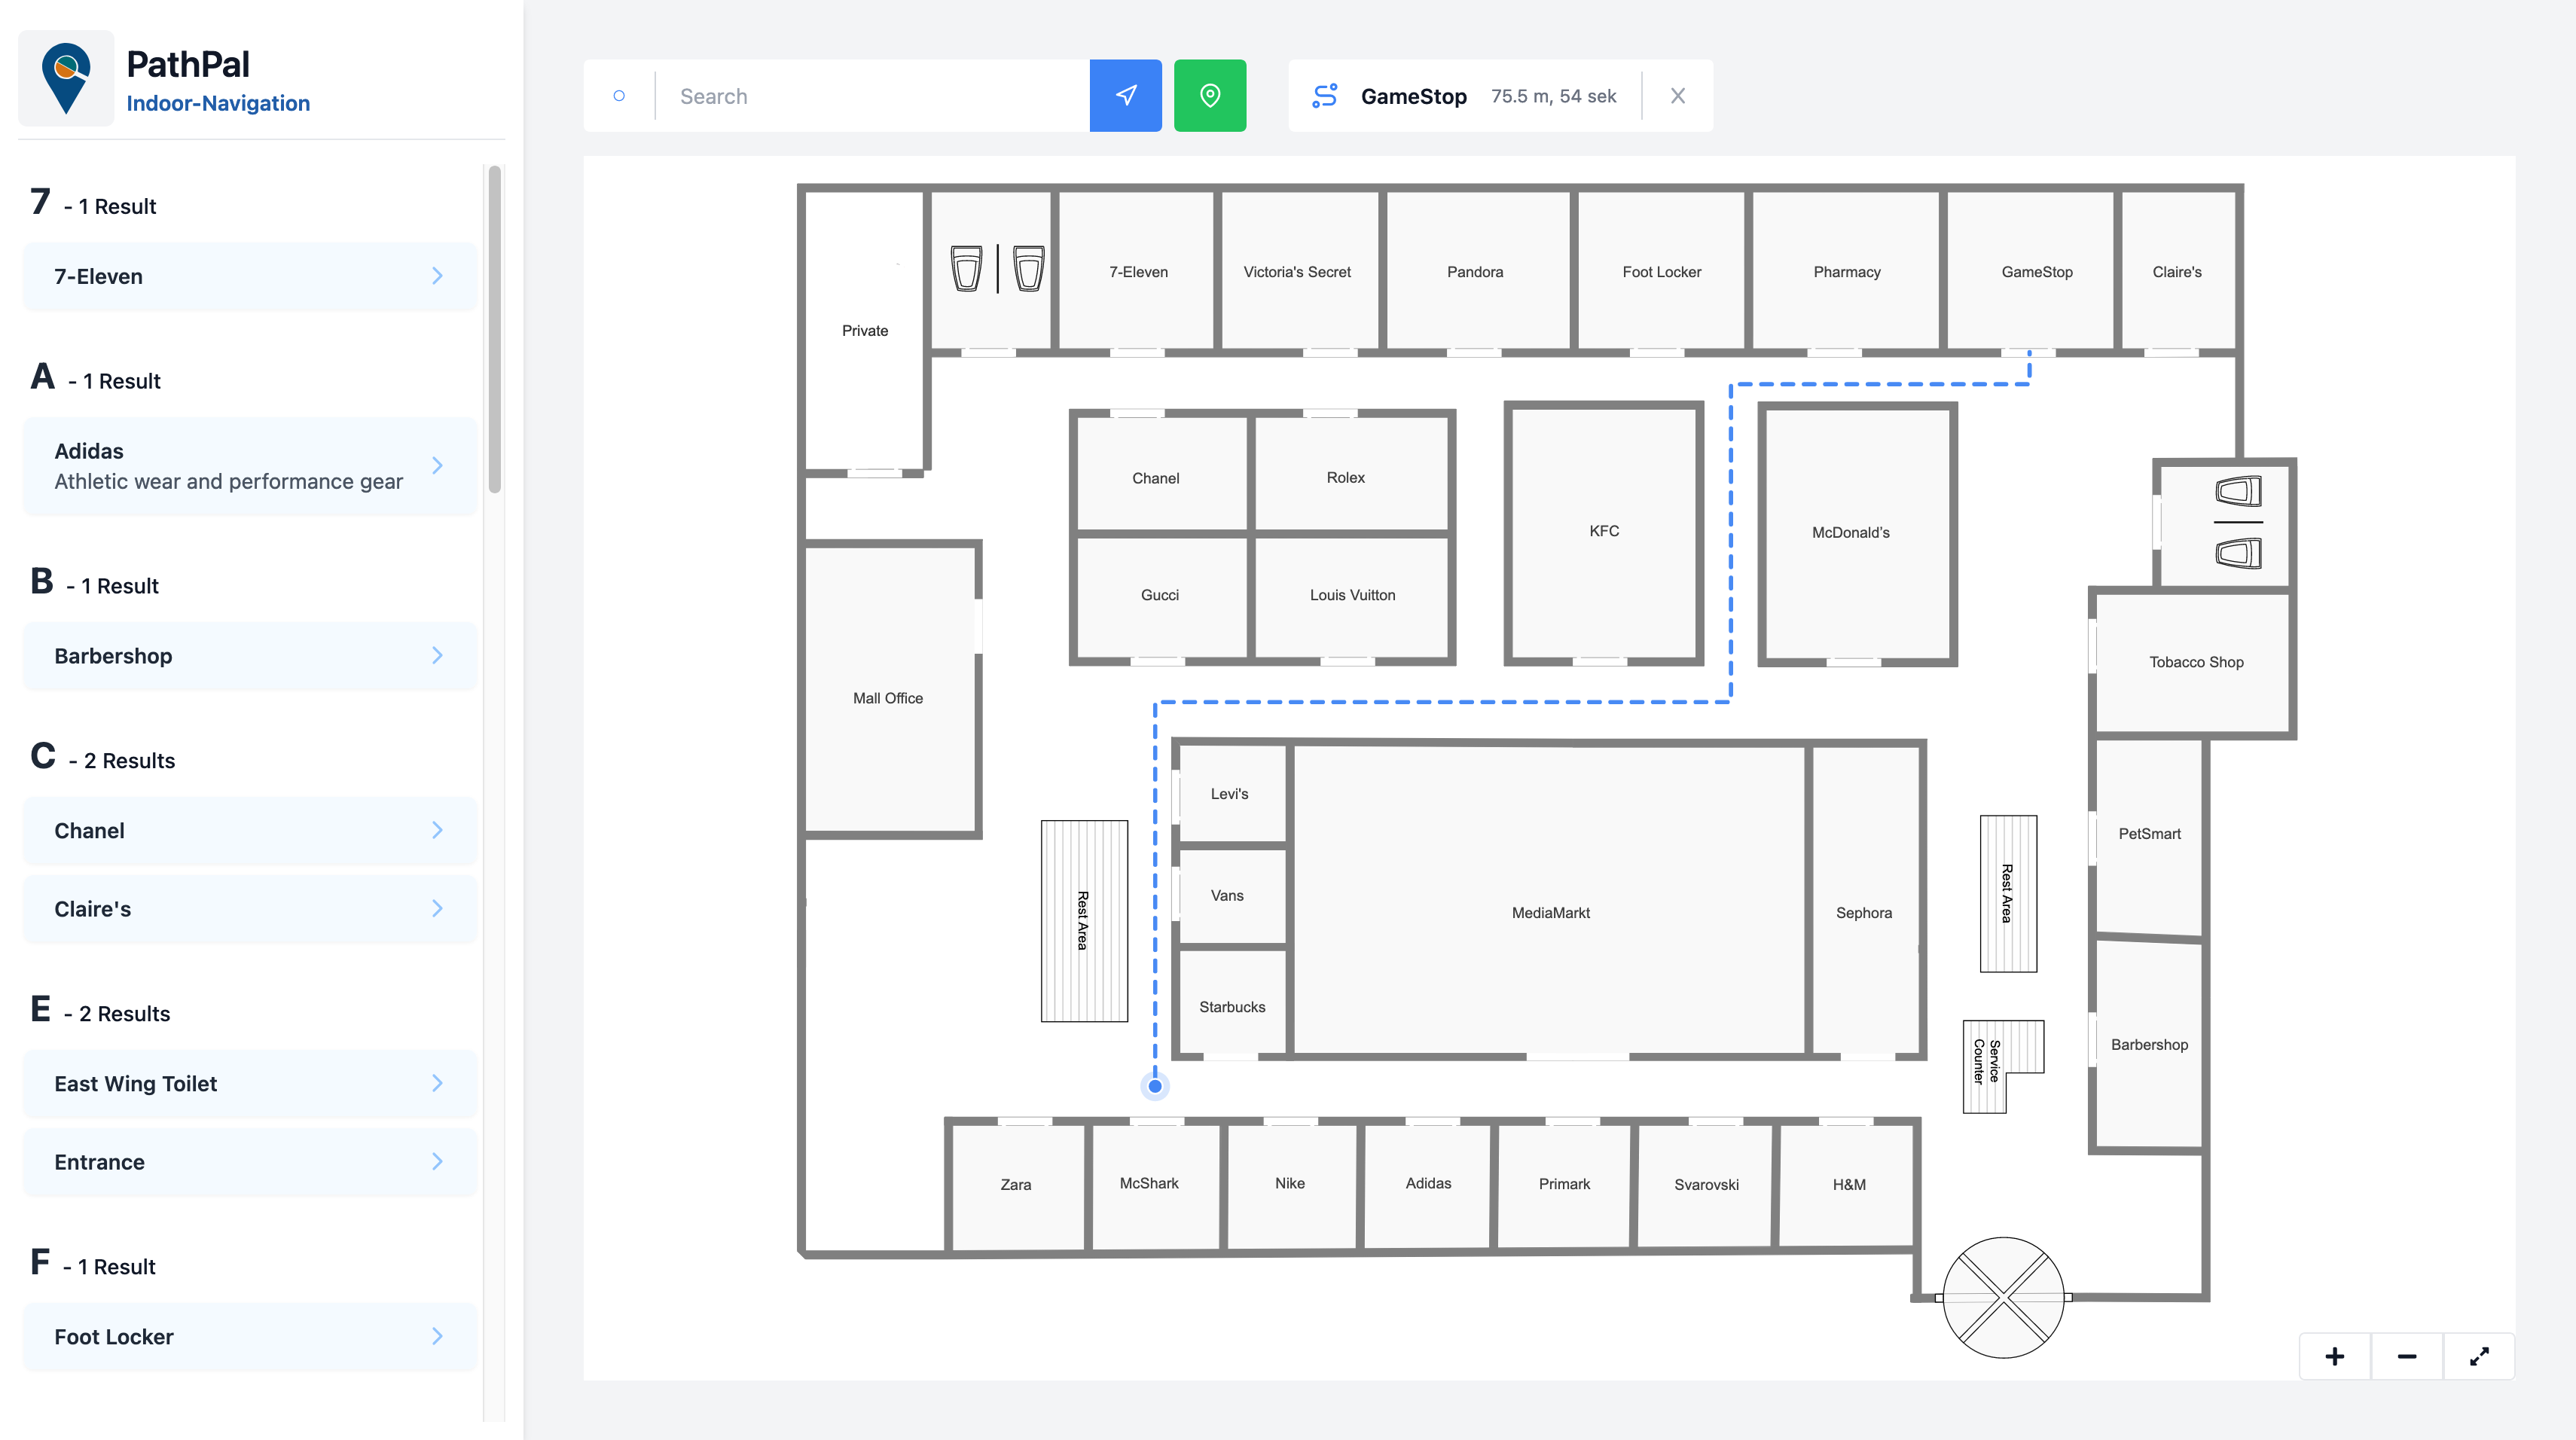 PathPal
Indoor-Navigation
7 - 1 Result
7-Eleven
A - 1 Result
Adidas
Athletic wear and performance gear
B - 1 Result
Barbershop
C - 2 Results
Chanel
Claire's
E - 2 Results
East Wing Toilet
Entrance
F - 1 Result
Foot Locker
Search
GameStop 75.5 m, 54 sek X
Private
7-Eleven
Victoria's Secret
Pandora
Foot Locker
Pharmacy
GameStop
Claire's
Chanel
Rolex
Gucci
Louis Vuitton
KFC
McDonald's
Tobacco Shop
Mall Office
Levi's
Vans
Starbucks
MediaMarkt
Sephora
PetSmart
Barbershop
Rest Area
Rest Area
Service
Counter
Zara
McShark
Nike
Adidas
Primark
Svarovski
H&M